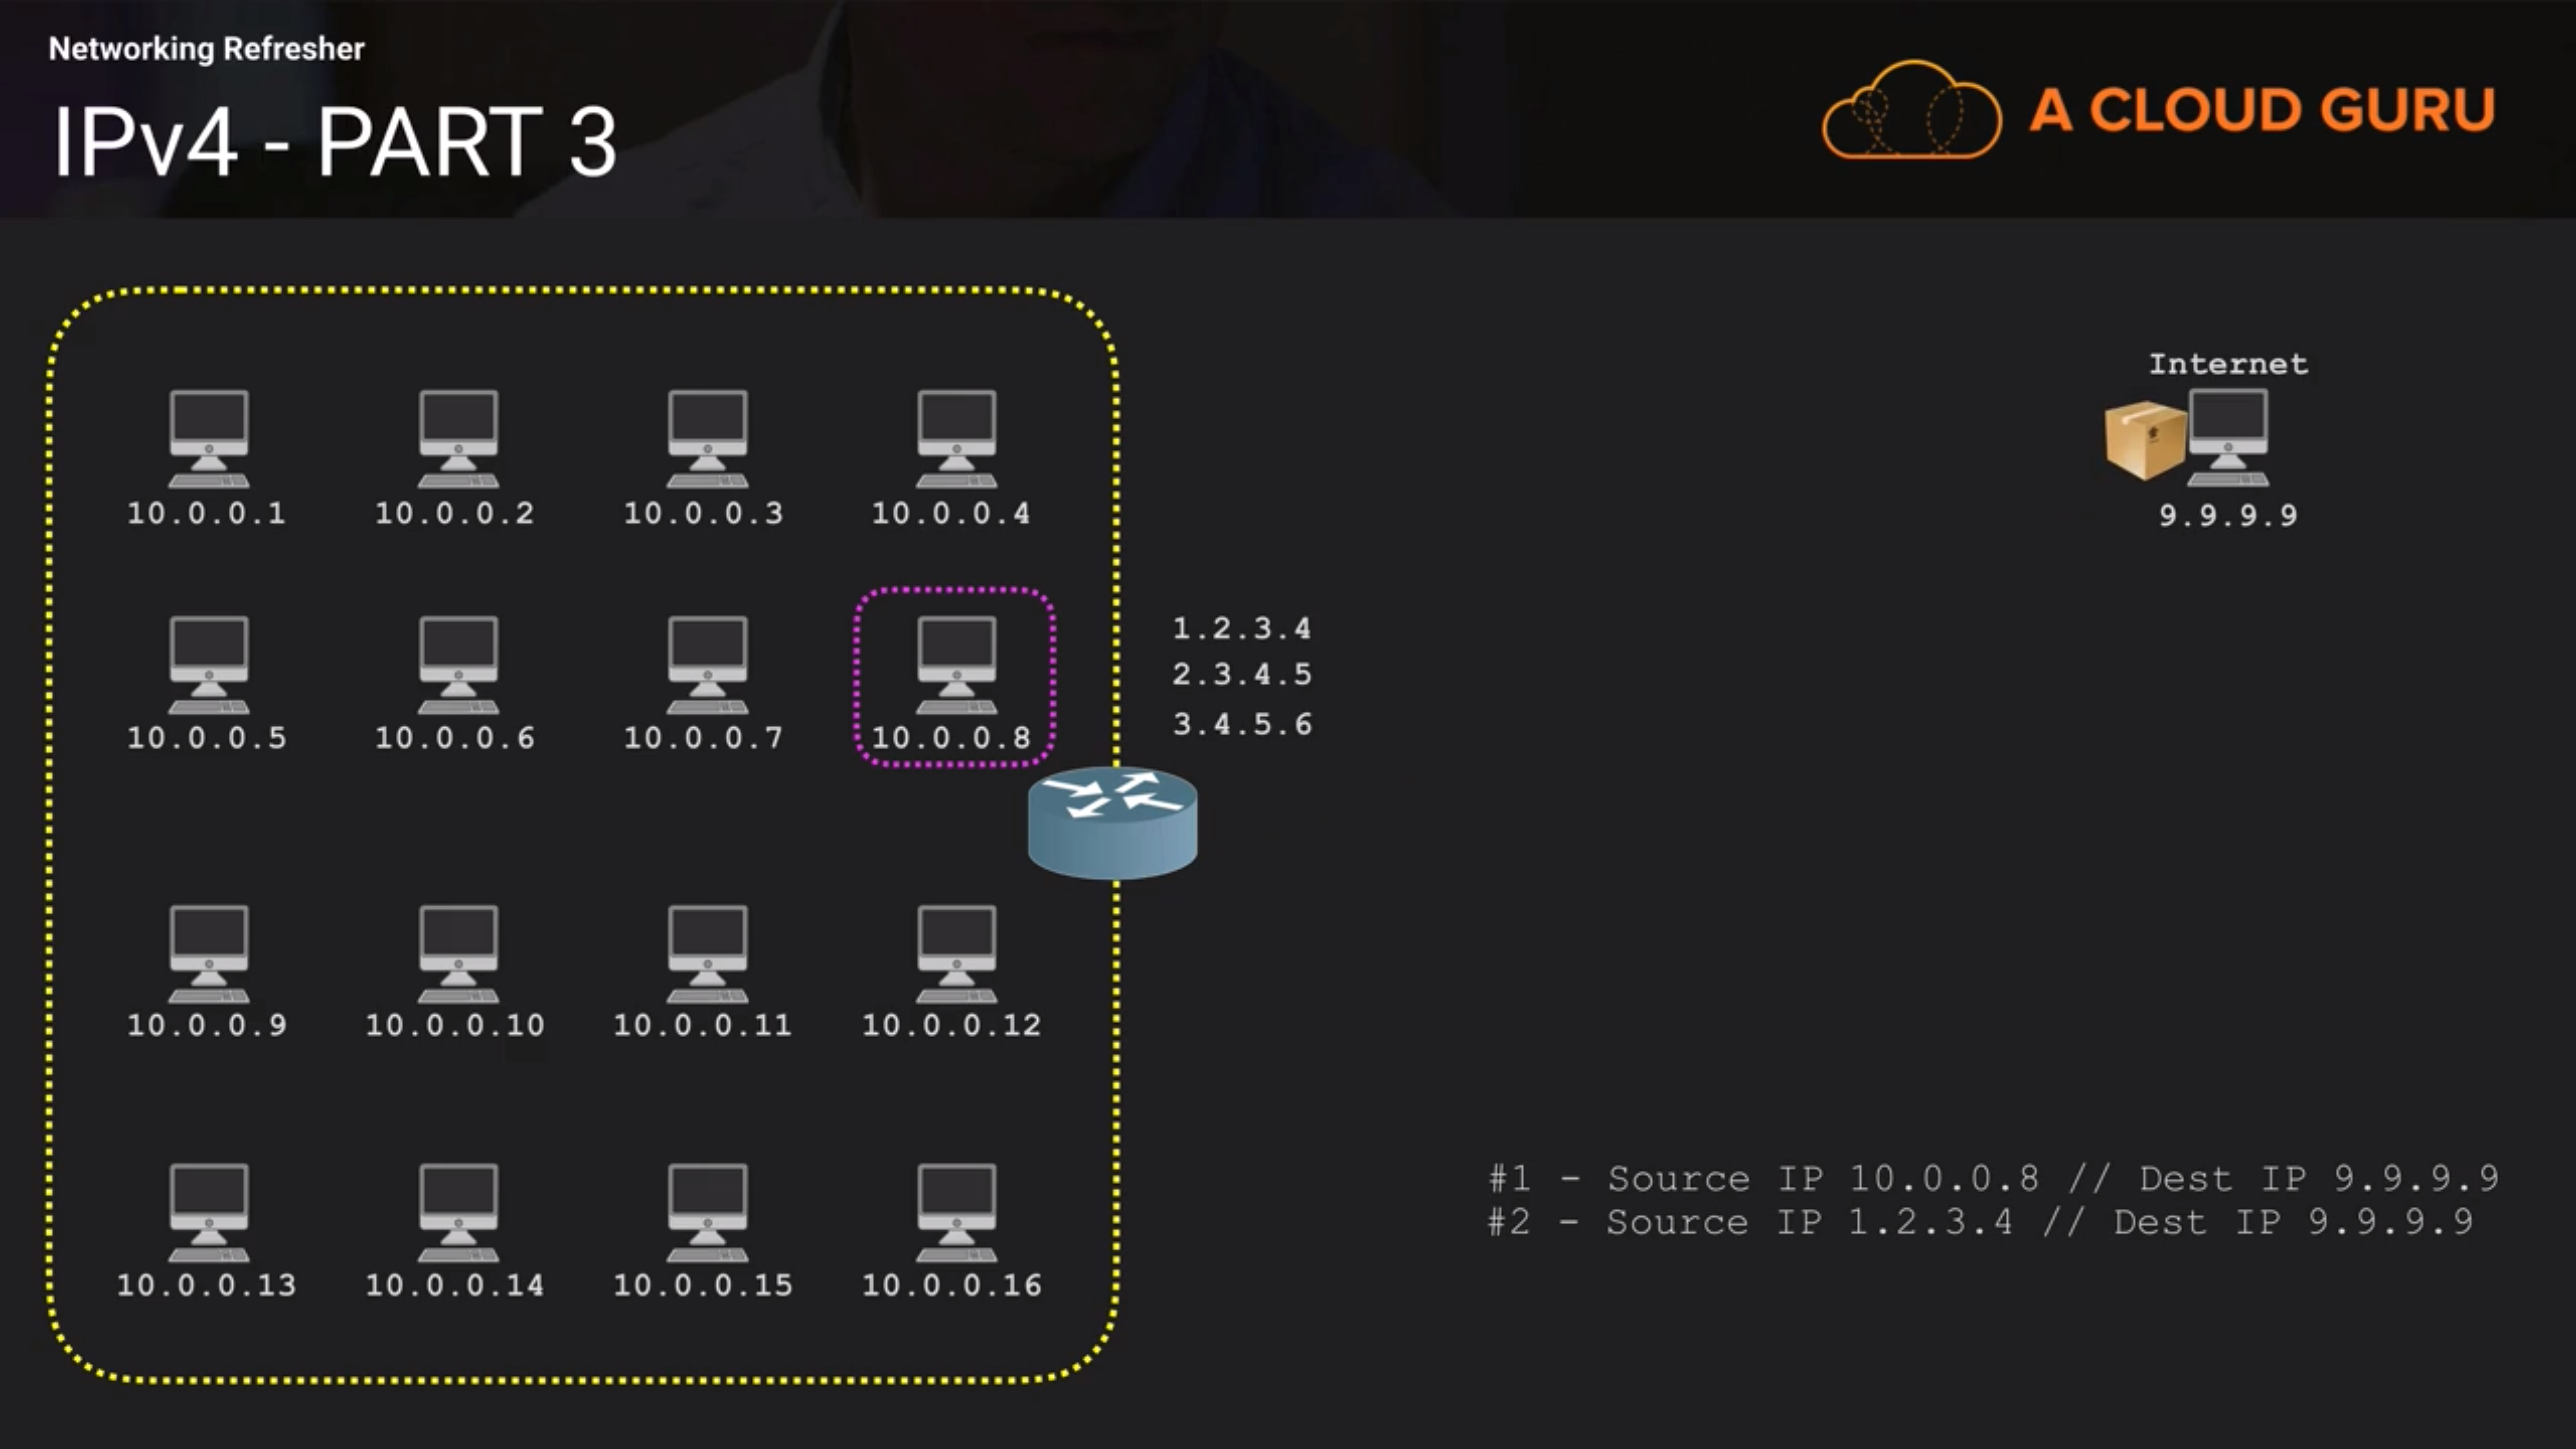 Networking Refresher
IPv4 - PART 3
A CLOUD GURU
Internet
9.9.9.9
10.0.0.1 10.0.0.2 10.0.0.3 10.0.0.4
1.2.3.4
2.3.4.5
3.4.5.6
10.0.0.5 10.0.0.6 10.0.0.7 10.0.0.8
10.0.0.9 10.0.0.10 10.0.0.11 10.0.0.12
#1 - Source IP 10.0.0.8 // Dest IP 9.9.9.9
#2 - Source IP 1.2.3.4 // Dest IP 9.9.9.9
10.0.0.13 10.0.0.14 10.0.0.15 10.0.0.16